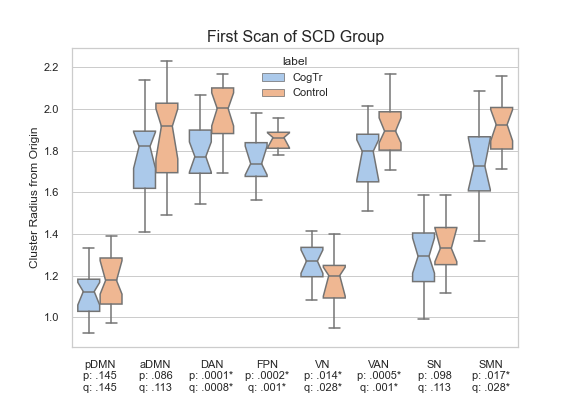 First Scan of SCD Group
label
CogTr
Control
Cluster Radius from Origin
2.2
2.0
1.8
1.6
1.4
1.2
1.0
pDMN aDMN DAN FPN VN VAN SN SMN
p: .145 p: .086 p: .0001* p: .0002* p: .014* p: .0005* p: .098 p: .017*
q: .145 q: .113 q: .0008* q: .001* q: .028* q: .001* q: .113 q: .028*